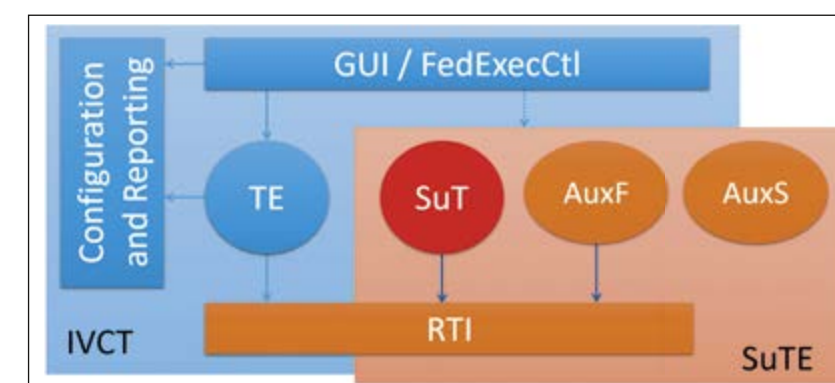 GUI / FedExecCtl
Configuration
and Reporting
TE
SuT
AuxF
AuxS
RTI
IVCT
SuTE